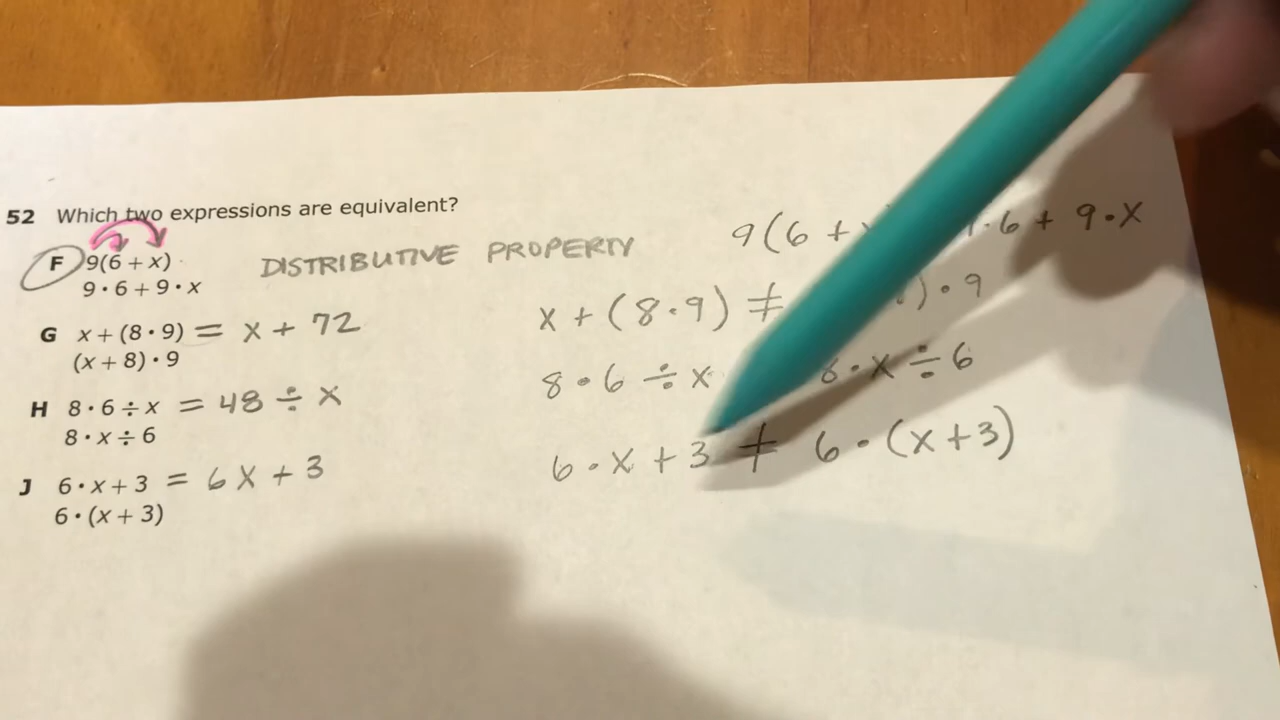 52 Which two expressions are equivalent?
F 9(6 + x)
9 · 6 + 9 · x
DISTRIBUTIVE PROPERTY
9(6 + · 6 + 9 · x
G x + (8 · 9) = x + 72
(x + 8) · 9
x + (8 · 9) ≠ ) · 9
H 8 · 6 ÷ x = 48 ÷ x
8 · x ÷ 6
8 · 6 ÷ x 8 · x ÷ 6
J 6 · x + 3 = 6x + 3
6 · (x + 3)
6 · x + 3 ≠ 6 · (x + 3)